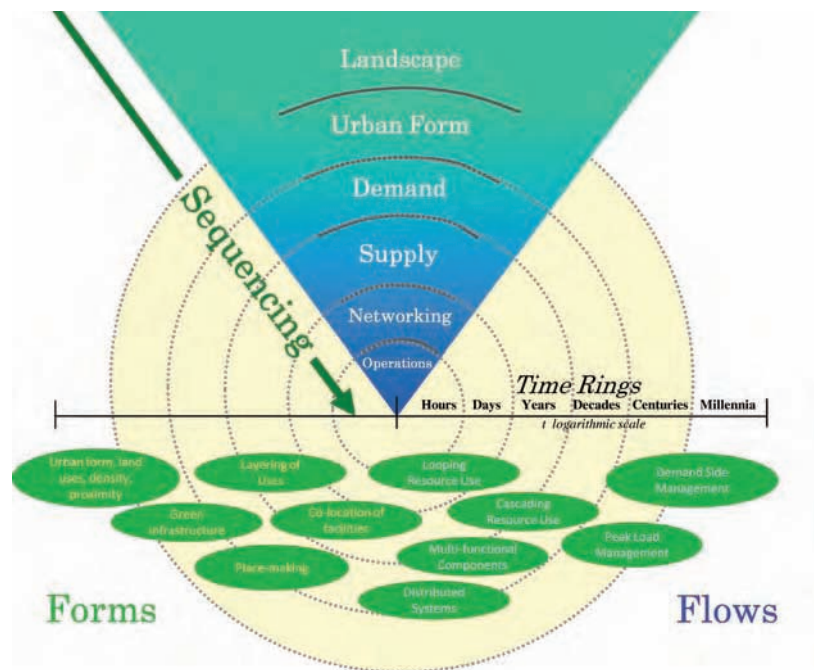 Landscape
Urban Form
Demand
Supply
Networking
Operations
Sequencing
Time Rings
Hours Days Years Decades Centuries Millennia
t logarithmic scale
Urban form, land
uses, density,
proximity
Layering of
Uses
Looping
Resource Use
Demand Side
Management
Green
infrastructure
Co-location of
facilities
Cascading
Resource Use
Place-making
Multi-functional
Components
Peak Load
Management
Distributed
Systems
Forms
Flows